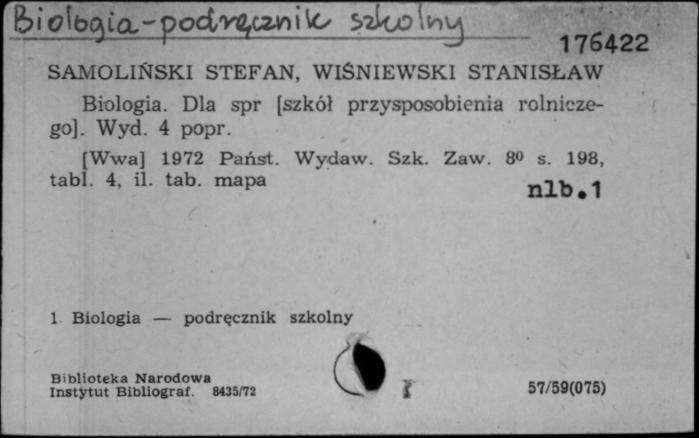 Biologia-podręcznik szkolny
176422
SAMOLIŃSKI STEFAN, WIŚNIEWSKI STANISŁAW
Biologia. Dla spr [szkół przysposobienia rolnicze-
go]. Wyd. 4 popr.
[Wwa] 1972 Państ. Wydaw. Szk. Zaw. 8⁰ s. 198,
tabl. 4, il. tab. mapa
nlb.1
1. Biologia — podręcznik szkolny
Biblioteka Narodowa
Instytut Bibliograf. 8435/72
57/59(075)